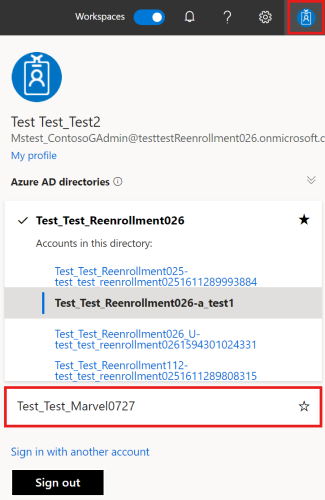 Workspaces
Test Test_Test2
Mstest_ContosoGAdmin@testtestReenrollment026.onmicrosoft.c
My profile
Azure AD directories
Test_Test_Reenrollment026
Accounts in this directory:
Test_Test_Reenrollment025-
test_test_reenrollment0251611289993884
Test_Test_Reenrollment026-a_test1
Test_Test_Reenrollment026_U-
test_test_reenrollment0261594301024331
Test_Test_Reenrollment112-
test_test_reenrollment0251611289808315
Test_Test_Marvel0727
Sign in with another account
Sign out